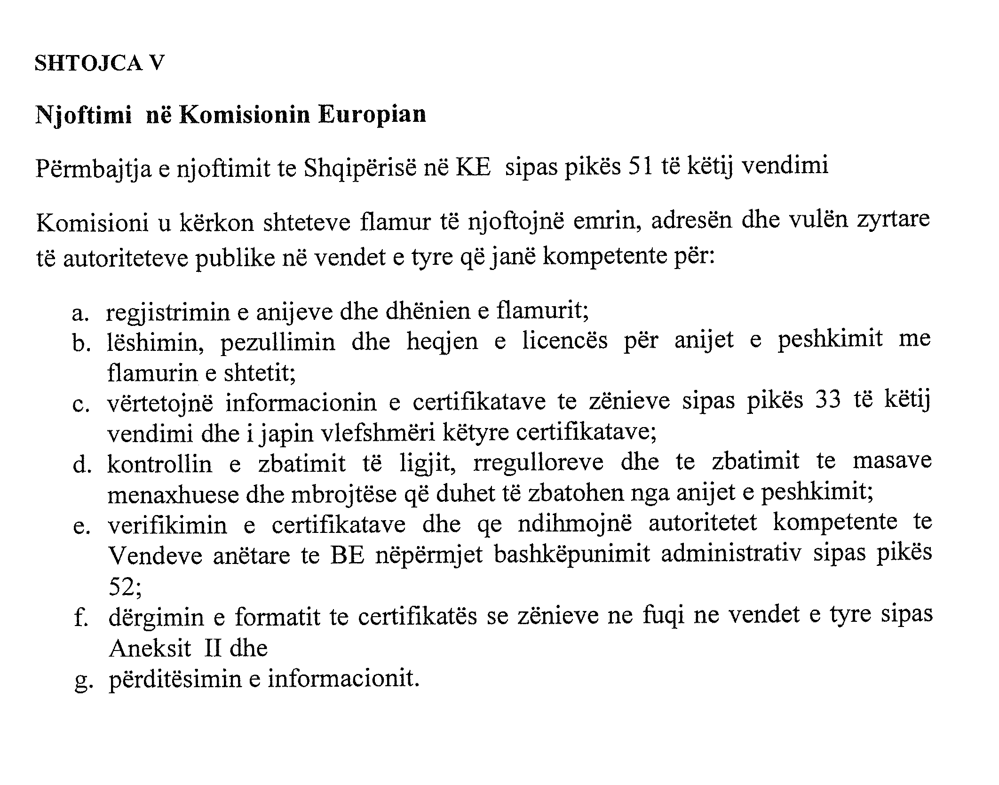 SHTOJCA V
Njoftimi në Komisionin Europian
Përmbajtja e njoftimit te Shqipërisë në KE sipas pikës 51 të këtij vendimi
Komisioni u kërkon shteteve flamur të njoftojnë emrin, adresën dhe vulën zyrtare
të autoriteteve publike në vendet e tyre që janë kompetente për:
a. regjistrimin e anijeve dhe dhënien e flamurit;
b. lëshimin, pezullimin dhe heqjen e licencës për anijet e peshkimit me
flamurin e shtetit;
c. vërtetojnë informacionin e certifikatave te zënieve sipas pikës 33 të këtij
vendimi dhe i japin vlefshmëri këtyre certifikatave;
d. kontrollin e zbatimit të ligjit, rregulloreve dhe te zbatimit te masave
menaxhuese dhe mbrojtëse që duhet të zbatohen nga anijet e peshkimit;
e. verifikimin e certifikatave dhe qe ndihmojnë autoritetet kompetente te
Vendeve anëtare te BE nëpërmjet bashkëpunimit administrativ sipas pikës
52;
f. dërgimin e formatit te certifikatës se zënieve ne fuqi ne vendet e tyre sipas
Aneksit II dhe
g. përditësimin e informacionit.